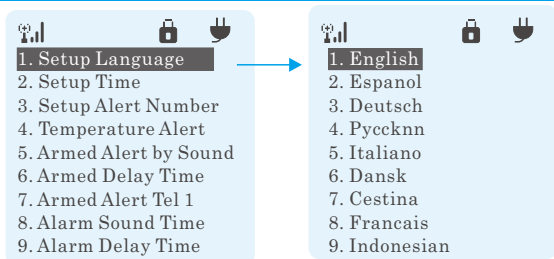 1. Setup Language
2. Setup Time
3. Setup Alert Number
4. Temperature Alert
5. Armed Alert by Sound
6. Armed Delay Time
7. Armed Alert Tel 1
8. Alarm Sound Time
9. Alarm Delay Time
1. English
2. Espanol
3. Deutsch
4. Pyccknn
5. Italiano
6. Dansk
7. Cestina
8. Francais
9. Indonesian